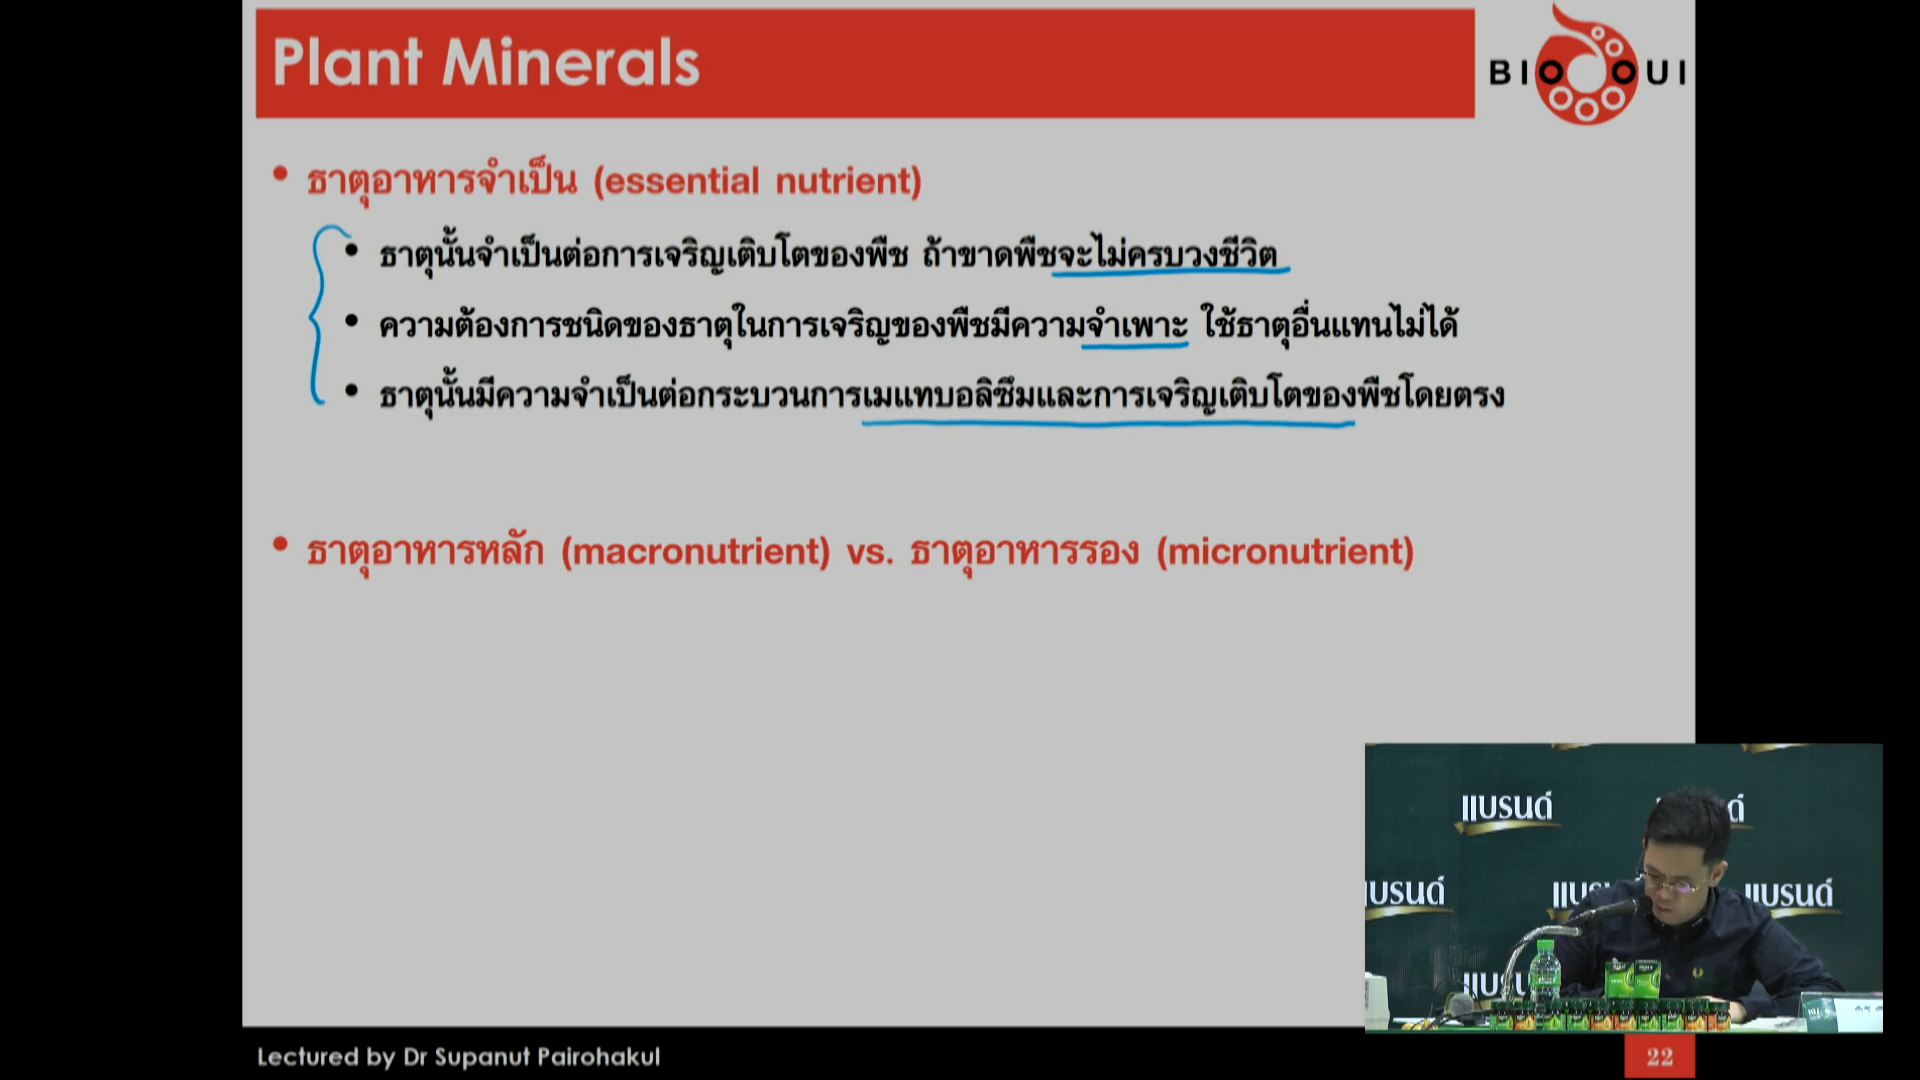 Plant Minerals
BIO OUI
• ธาตุอาหารจำเป็น (essential nutrient)
• ธาตุนั้นจำเป็นต่อการเจริญเติบโตของพืช ถ้าขาดพืชจะไม่ครบวงชีวิต
• ความต้องการชนิดของธาตุในการเจริญของพืชมีความจำเพาะ ใช้ธาตุอื่นแทนไม่ได้
• ธาตุนั้นมีความจำเป็นต่อกระบวนการเมแทบอลิซึมและการเจริญเติบโตของพืชโดยตรง
• ธาตุอาหารหลัก (macronutrient) vs. ธาตุอาหารรอง (micronutrient)
แบรนด์
แบรนด์
Lectured by Dr Supanut Pairohakul
22